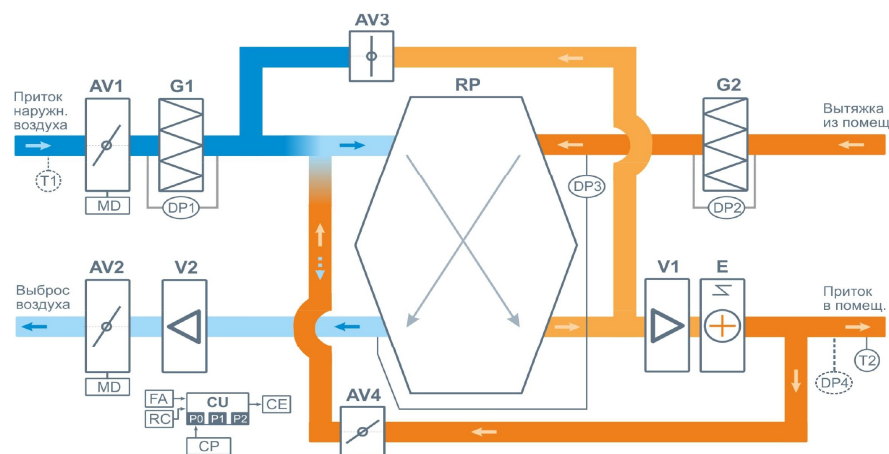 AV3
AV1
G1
RP
G2
Приток
наружн.
воздуха
Вытяжка
из помещ.
T1
MD
DP1
DP3
DP2
AV2
V2
V1
E
Выброс
воздуха
Приток
в помещ.
MD
DP4
T2
FA
RC
CU
P0 P1 P2
CE
CP
AV4